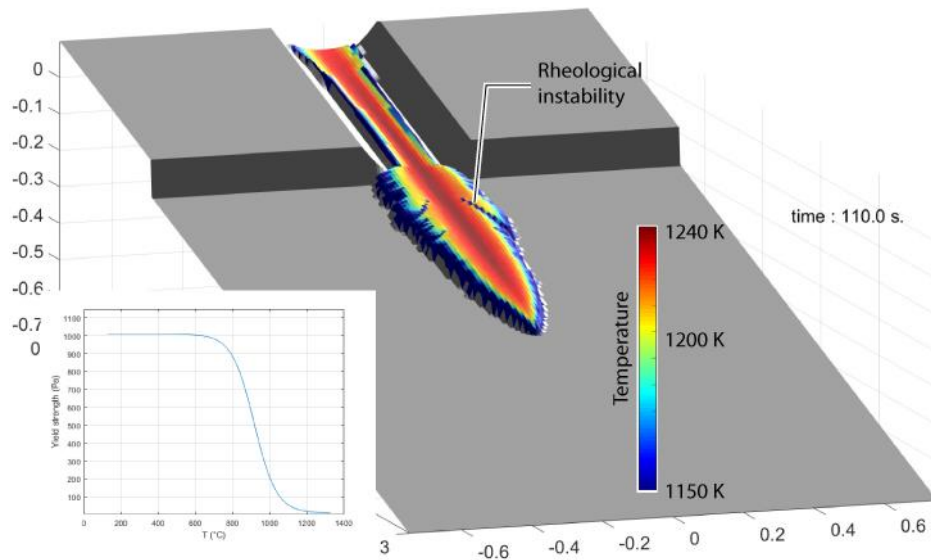 0
-0.1
-0.2
-0.3
-0.4
-0.5
-0.6
-0.7
0
Rheological
instability
time : 110.0 s.
1240 K
1200 K
1150 K
Temperature
1100
1000
900
800
700
600
500
400
300
200
100
Yield strength (Pa)
0 200 400 600 800 1000 1200 1400
T (°C)
3 -0.6 -0.4 -0.2 0 0.2 0.4 0.6